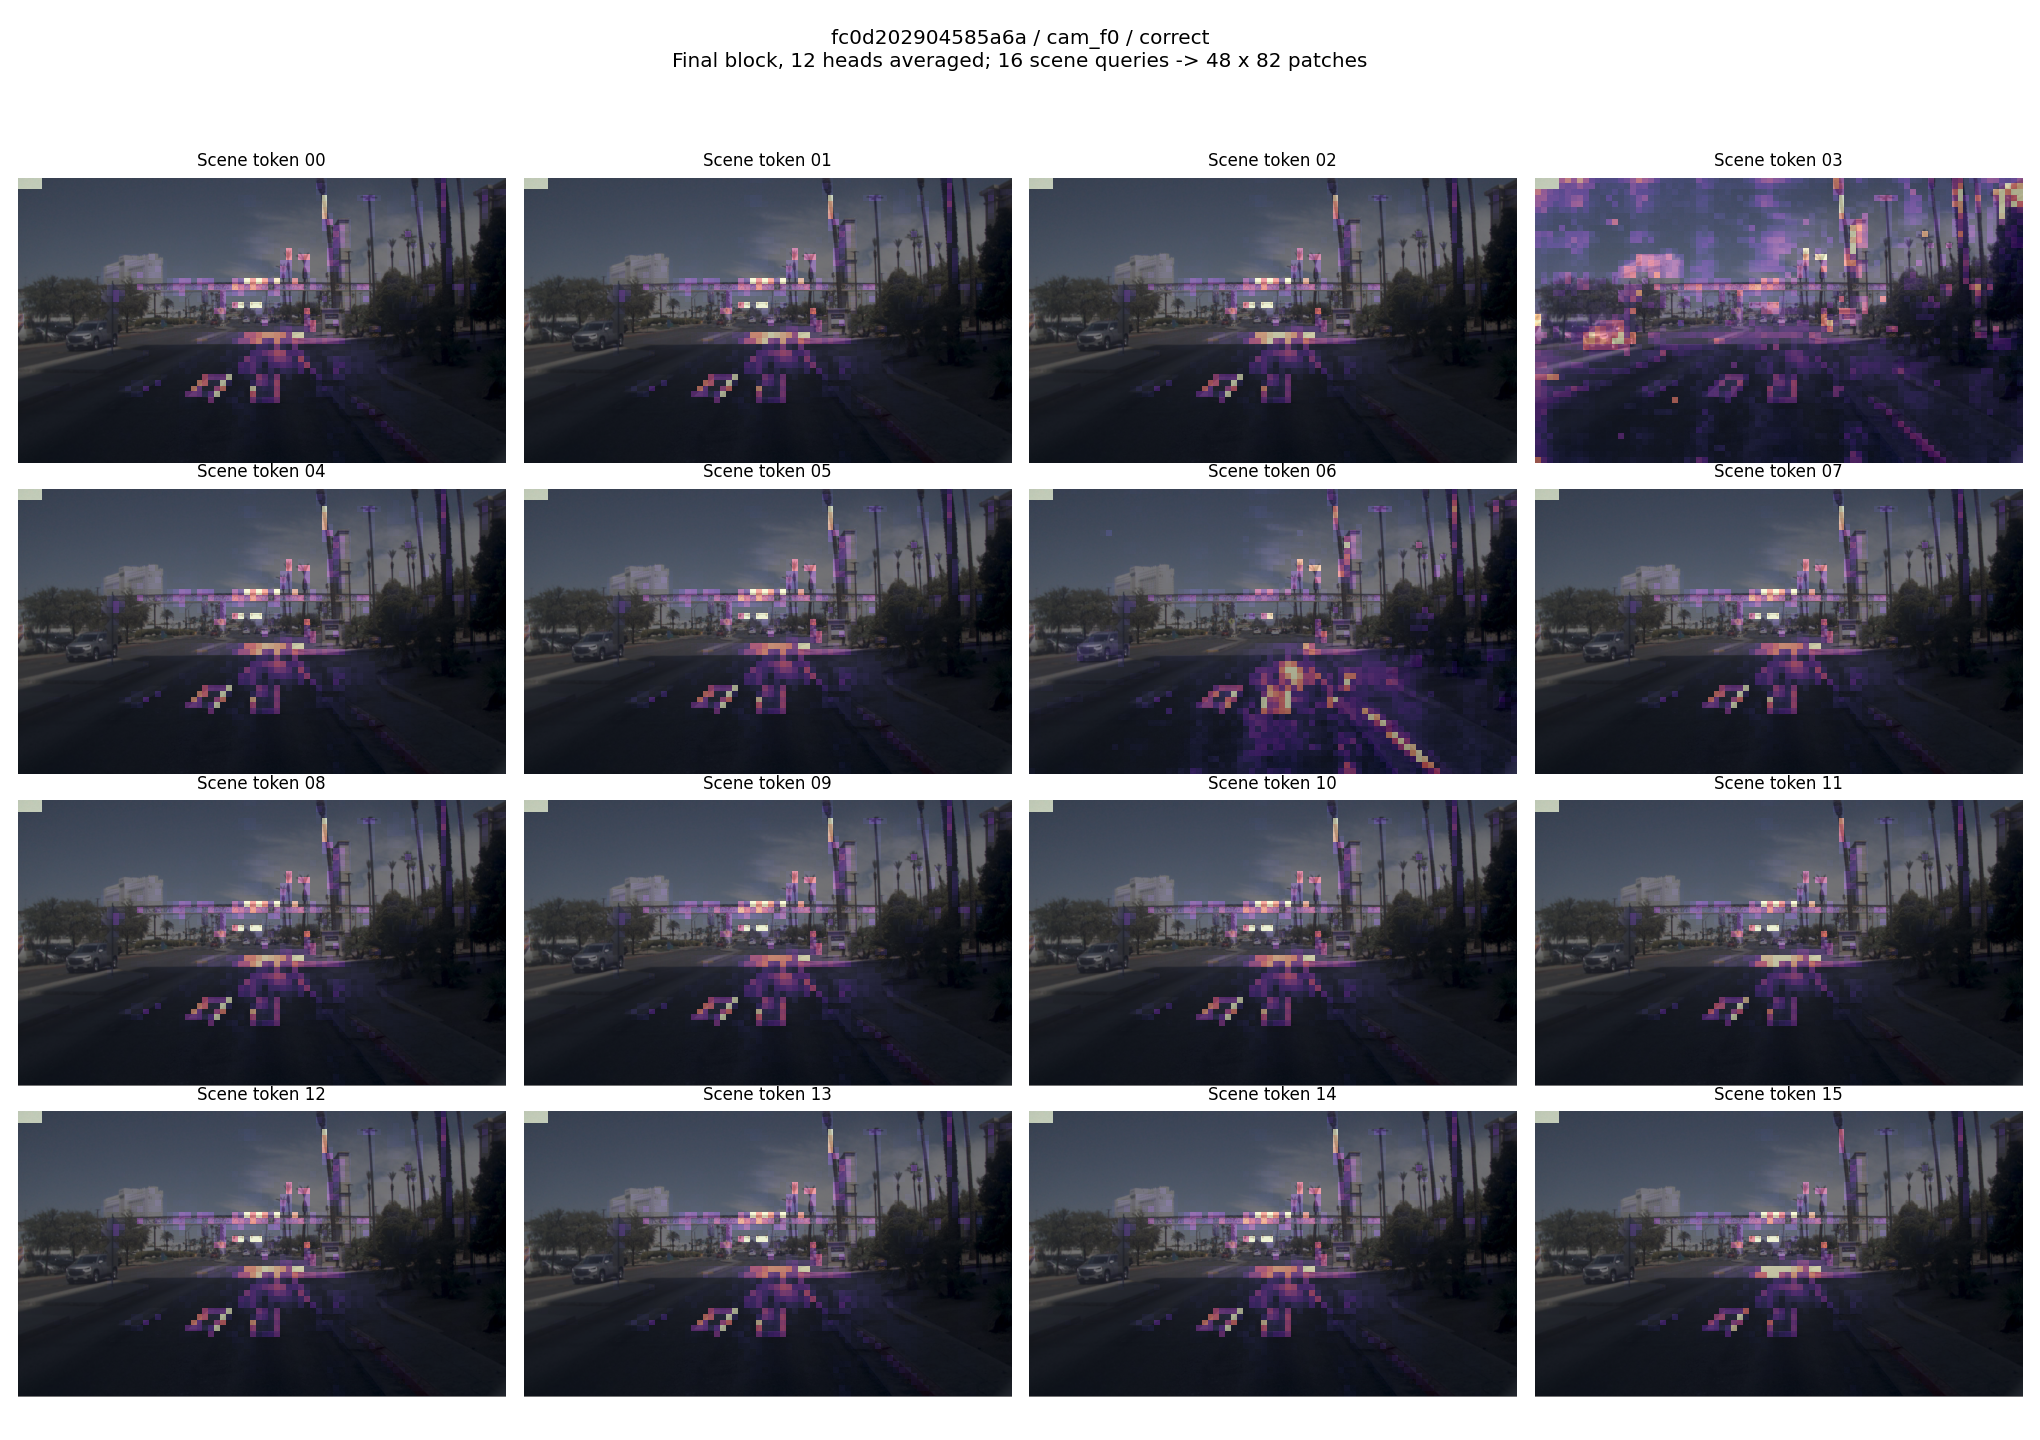 fc0d202904585a6a / cam_f0 / correct
Final block, 12 heads averaged; 16 scene queries -> 48 x 82 patches
Scene token 00
Scene token 01
Scene token 02
Scene token 03
Scene token 04
Scene token 05
Scene token 06
Scene token 07
Scene token 08
Scene token 09
Scene token 10
Scene token 11
Scene token 12
Scene token 13
Scene token 14
Scene token 15